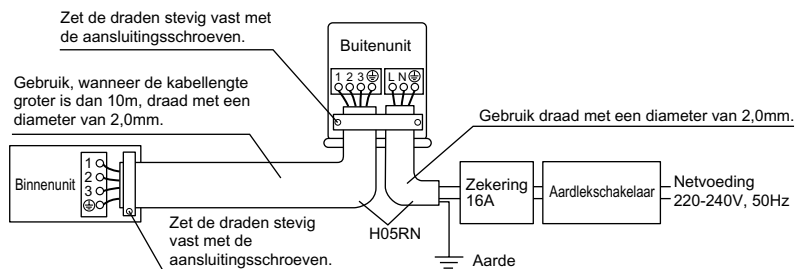 Zet de draden stevig vast met
de aansluitingsschroeven.
Buitenunit
1 2 3
L N
Gebruik, wanneer de kabellengte
groter is dan 10m, draad met een
diameter van 2,0mm.
Gebruik draad met een diameter van 2,0mm.
Binnenunit
1
2
3
Zekering
16A
Aardlekschakelaar
Netvoeding
220-240V, 50Hz
Zet de draden stevig
vast met de
aansluitingsschroeven.
H05RN
Aarde